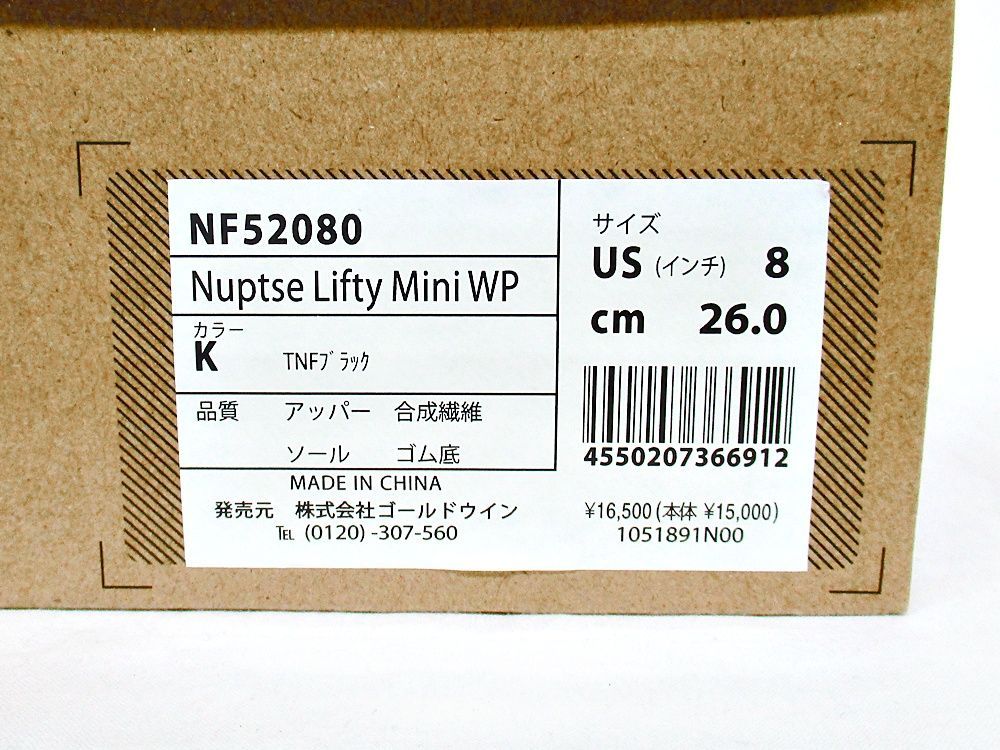 NF52080
Nuptse Lifty Mini WP
カラー
K TNFブラック
品質 アッパー 合成繊維
ソール ゴム底
MADE IN CHINA
発売元 株式会社ゴールドウイン
TEL (0120) -307-560
サイズ
US (インチ) 8
cm 26.0
4550207366912
¥16,500 (本体 ¥15,000)
1051891N00